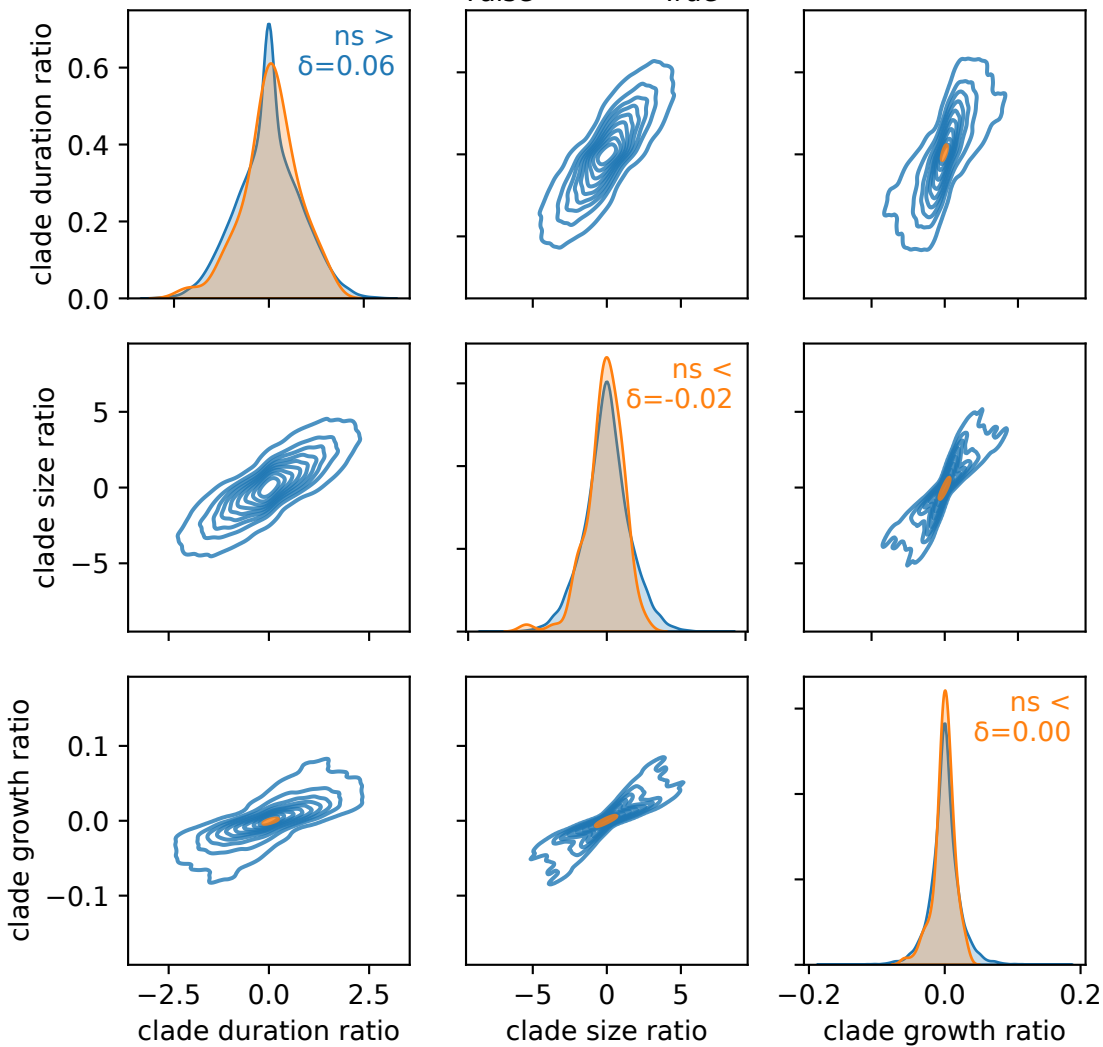 ns >
δ=0.06
clade duration ratio
0.6
0.4
0.2
0.0
ns <
δ=-0.02
clade size ratio
5
0
−5
ns <
δ=0.00
clade growth ratio
0.1
0.0
−0.1
−2.5 0.0 2.5 −5 0 5 −0.2 0.0 0.2
clade duration ratio clade size ratio clade growth ratio